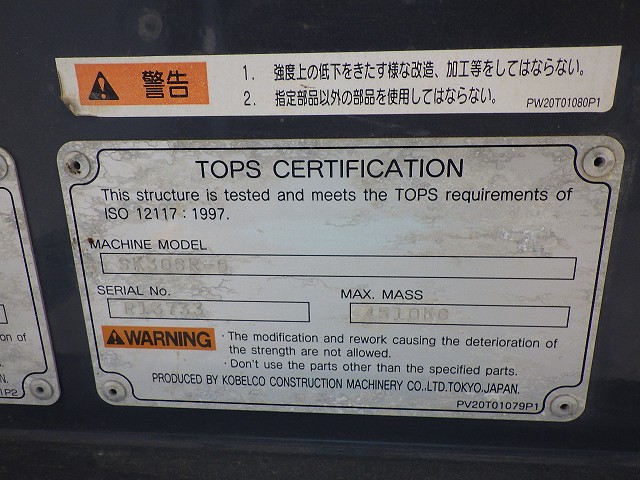 警告
1. 強度上の低下をきたす様な改造、加工等をしてはならない。
2. 指定部品以外の部品を使用してはならない。
PW20T01080P1
TOPS CERTIFICATION
This structure is tested and meets the TOPS requirements of
ISO 12117:1997.
MACHINE MODEL
SERIAL No.
MAX. MASS
4510KG
WARNING
· The modification and rework causing the deterioration of
the strength are not allowed.
· Don't use the parts other than the specified parts.
PRODUCED BY KOBELCO CONSTRUCTION MACHINERY CO.,LTD.TOKYO.JAPAN.
PV20T01079P1
on of
N.
1P2